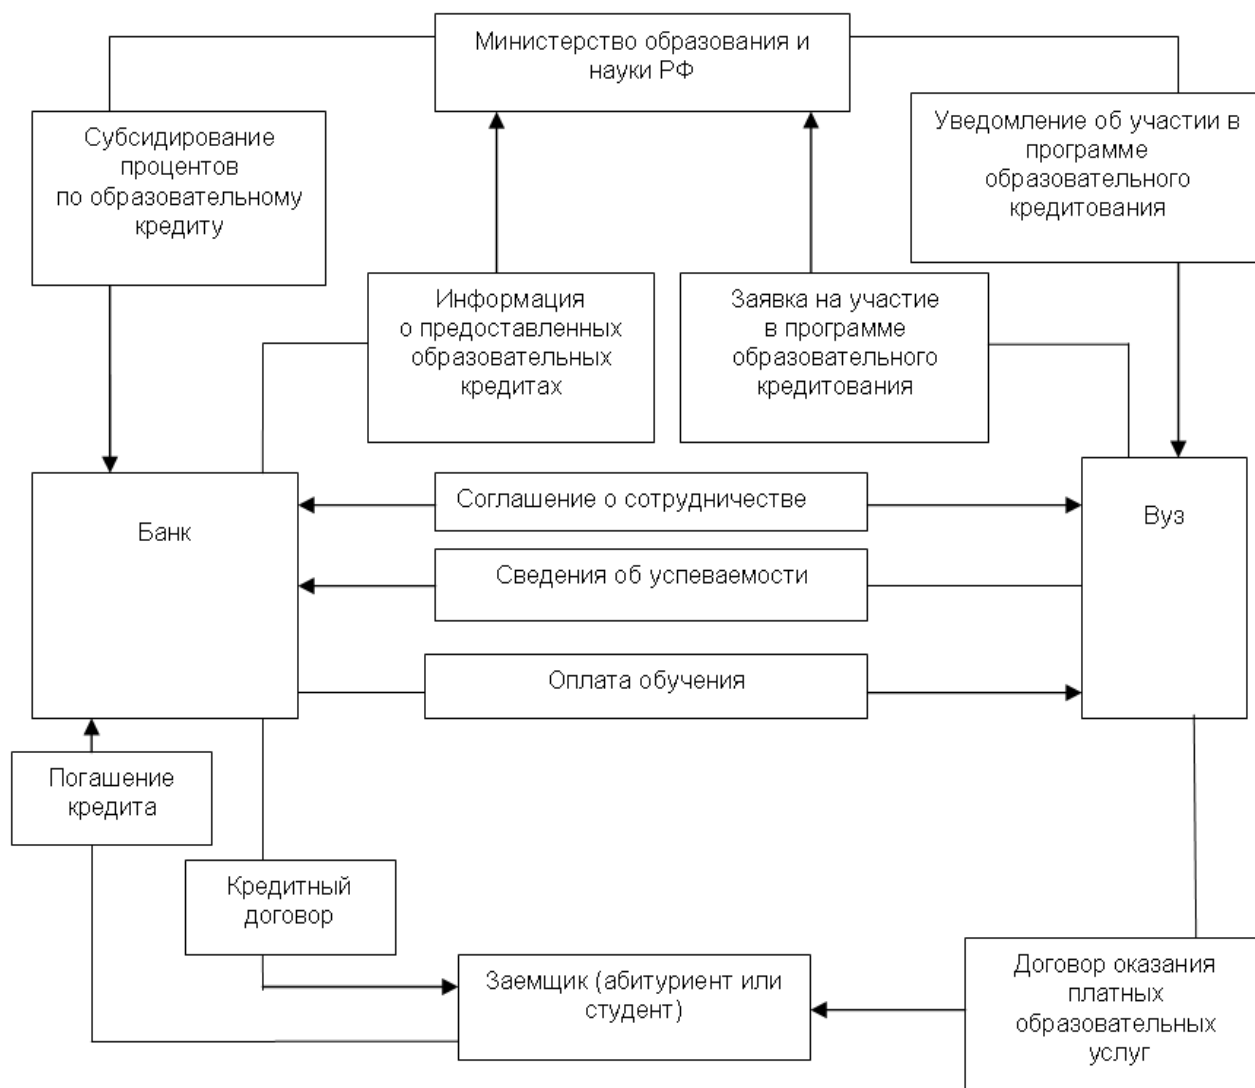 Министерство образования и
науки РФ
Субсидирование
процентов
по образовательному
кредиту
Уведомление об участии в
программе
образовательного
кредитования
Информация
о предоставленных
образовательных
кредитах
Заявка на участие
в программе
образовательного
кредитования
Банк
Соглашение о сотрудничестве
Вуз
Сведения об успеваемости
Оплата обучения
Погашение
кредита
Кредитный
договор
Заемщик (абитуриент или
студент)
Договор оказания
платных
образовательных
услуг